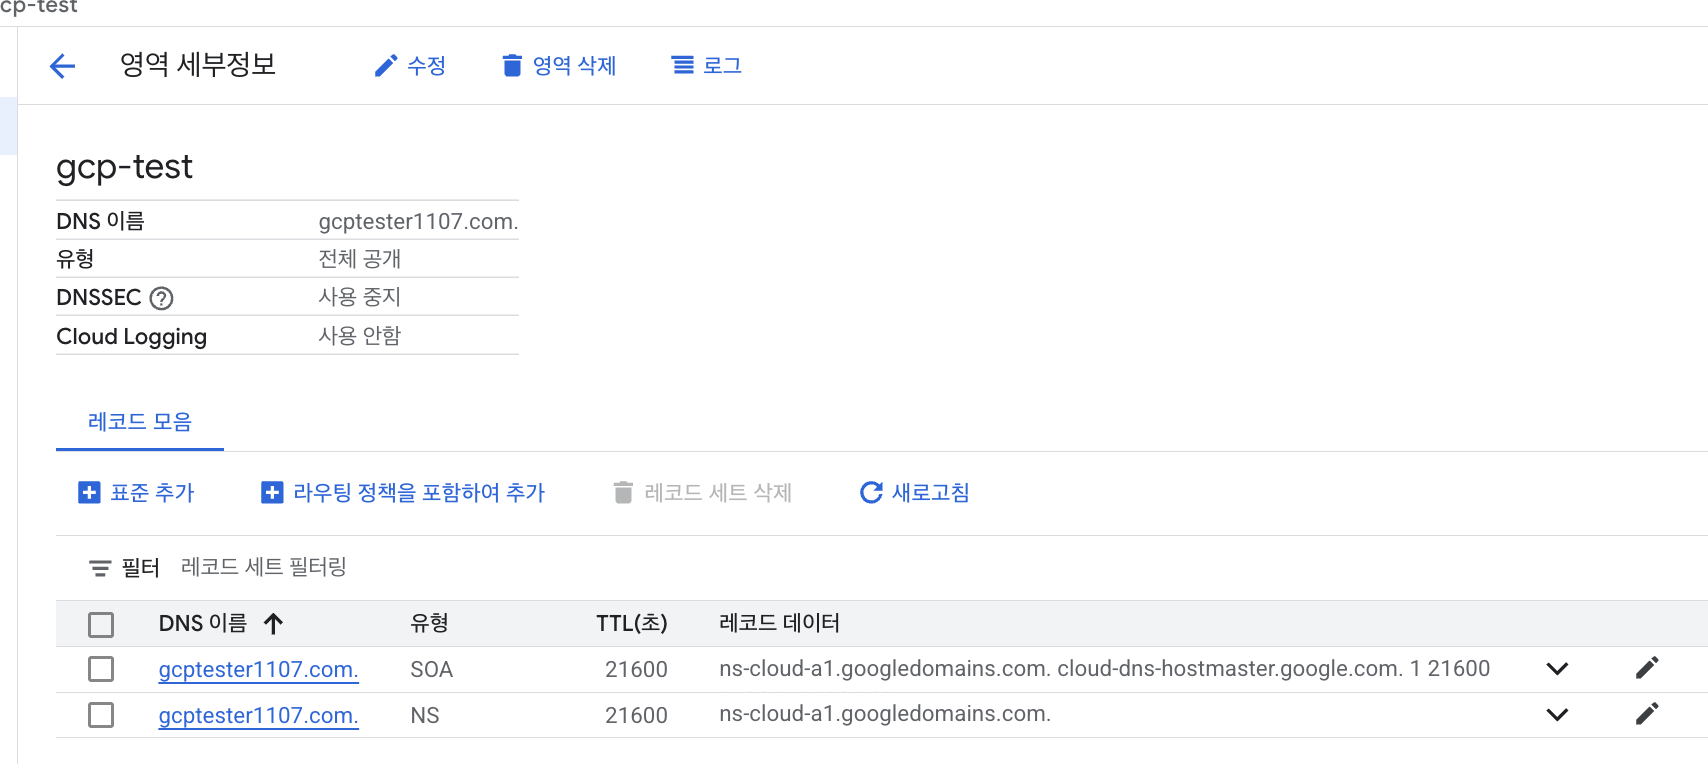 cp-test
영역 세부정보 수정 영역 삭제 로그
gcp-test
DNS 이름 gcptester1107.com.
유형 전체 공개
DNSSEC 사용 중지
Cloud Logging 사용 안함
레코드 모음
표준 추가 라우팅 정책을 포함하여 추가 레코드 세트 삭제 새로고침
필터 레코드 세트 필터링
DNS 이름 유형 TTL(초) 레코드 데이터
gcptester1107.com. SOA 21600 ns-cloud-a1.googledomains.com. cloud-dns-hostmaster.google.com. 1 21600
gcptester1107.com. NS 21600 ns-cloud-a1.googledomains.com.